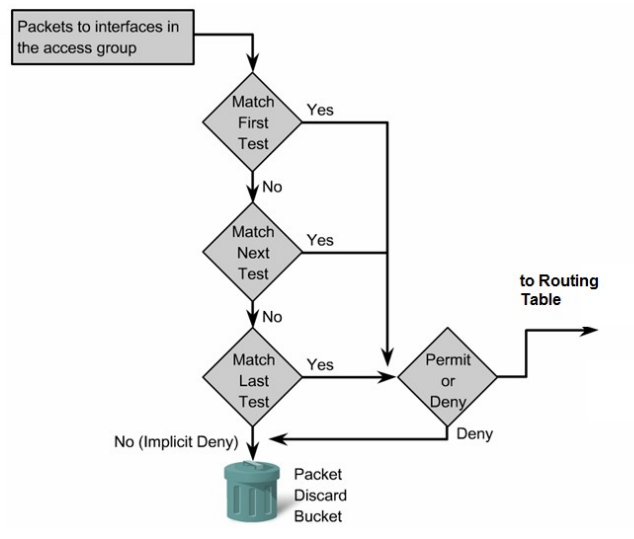 Packets to interfaces in
the access group
Match
First
Test
Yes
No
Match
Next
Test
Yes
No
Match
Last
Test
Yes
Permit
or
Deny
to Routing
Table
Deny
No (Implicit Deny)
Packet
Discard
Bucket